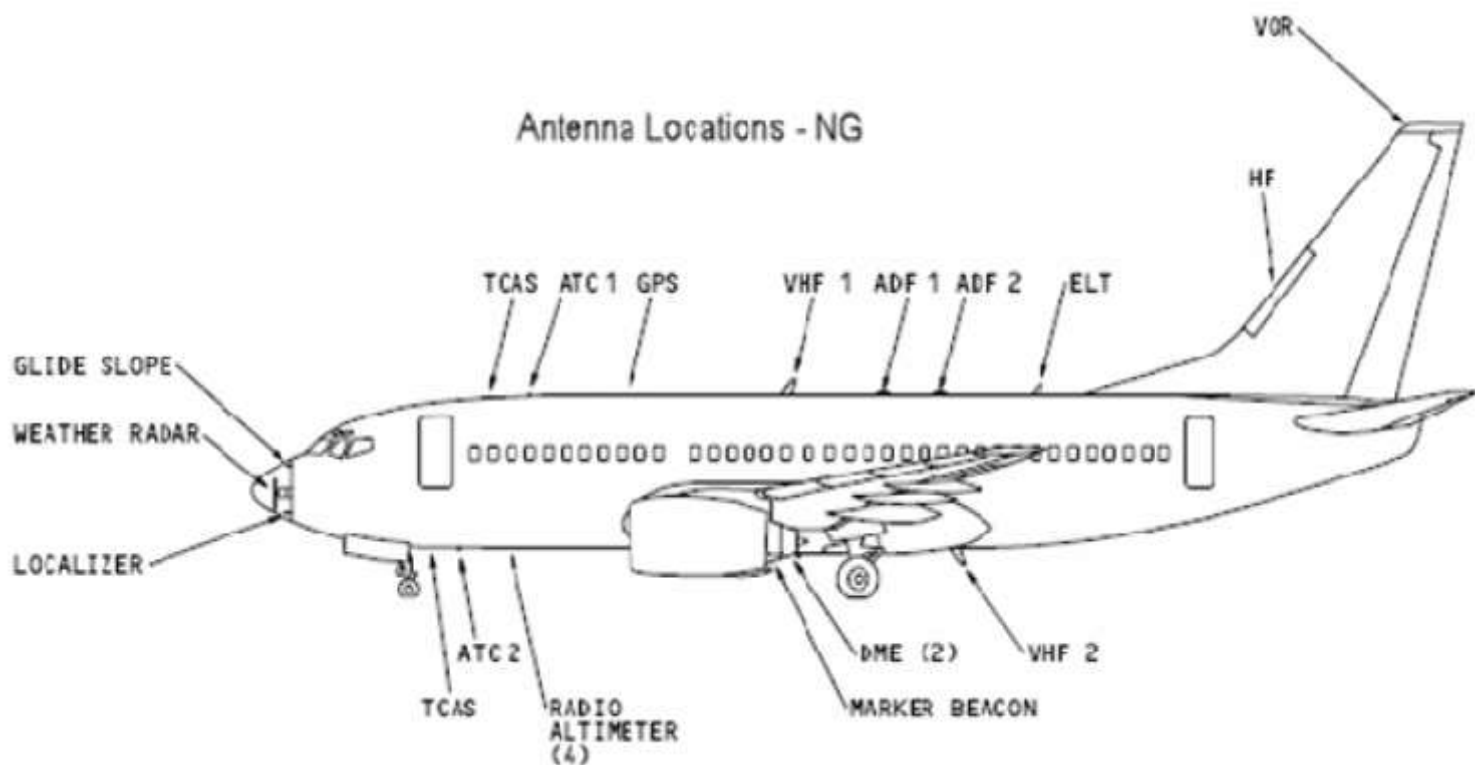 VOR
Antenna Locations - NG
HF
TCAS ATC 1 GPS VHF 1 ADF 1 ADF 2 ELT
GLIDE SLOPE
WEATHER RADAR
LOCALIZER
ATC 2 DME (2) VHF 2
TCAS RADIO MARKER BEACON
ALTIMETER
(4)